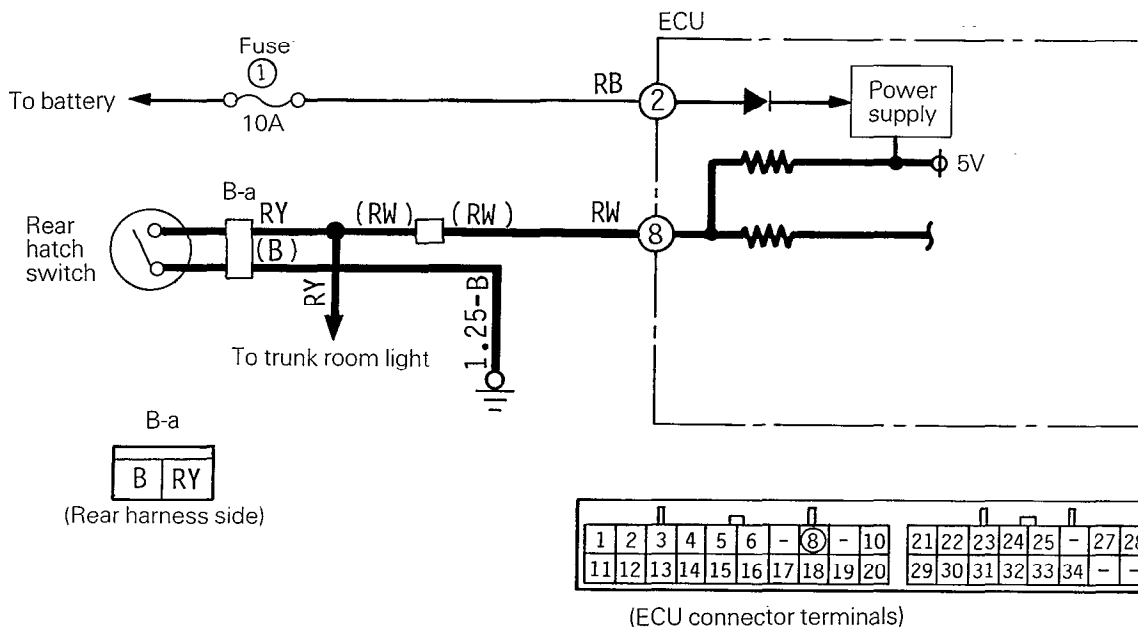 ECU
Fuse
1
To battery
10A
RB
2
Power
supply
5V
B-a
Rear
hatch
switch
RY
(RW)
(RW)
RW
8
(B)
RY
1.25-B
To trunk room light
B-a
B RY
(Rear harness side)
1 2 3 4 5 6 - 8 - 10
11 12 13 14 15 16 17 18 19 20
21 22 23 24 25 - 27 28
29 30 31 32 33 34 - -
(ECU connector terminals)